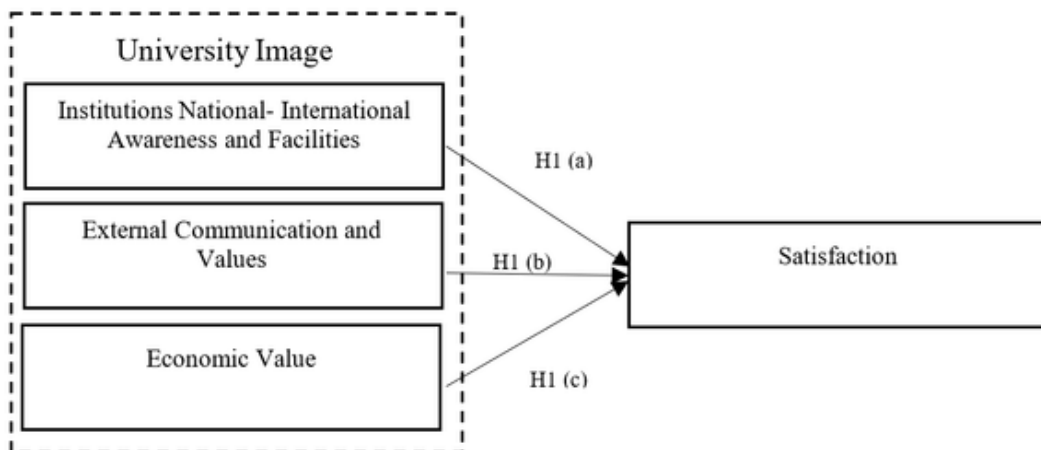 University Image
Institutions National- International
Awareness and Facilities
H1 (a)
External Communication and
Values
H1 (b)
Satisfaction
Economic Value
H1 (c)